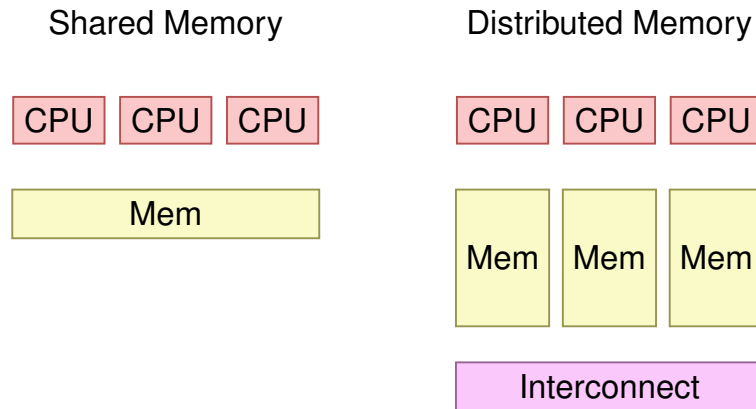 Shared Memory
CPU CPU CPU
Mem
Distributed Memory
CPU CPU CPU
Mem Mem Mem
Interconnect